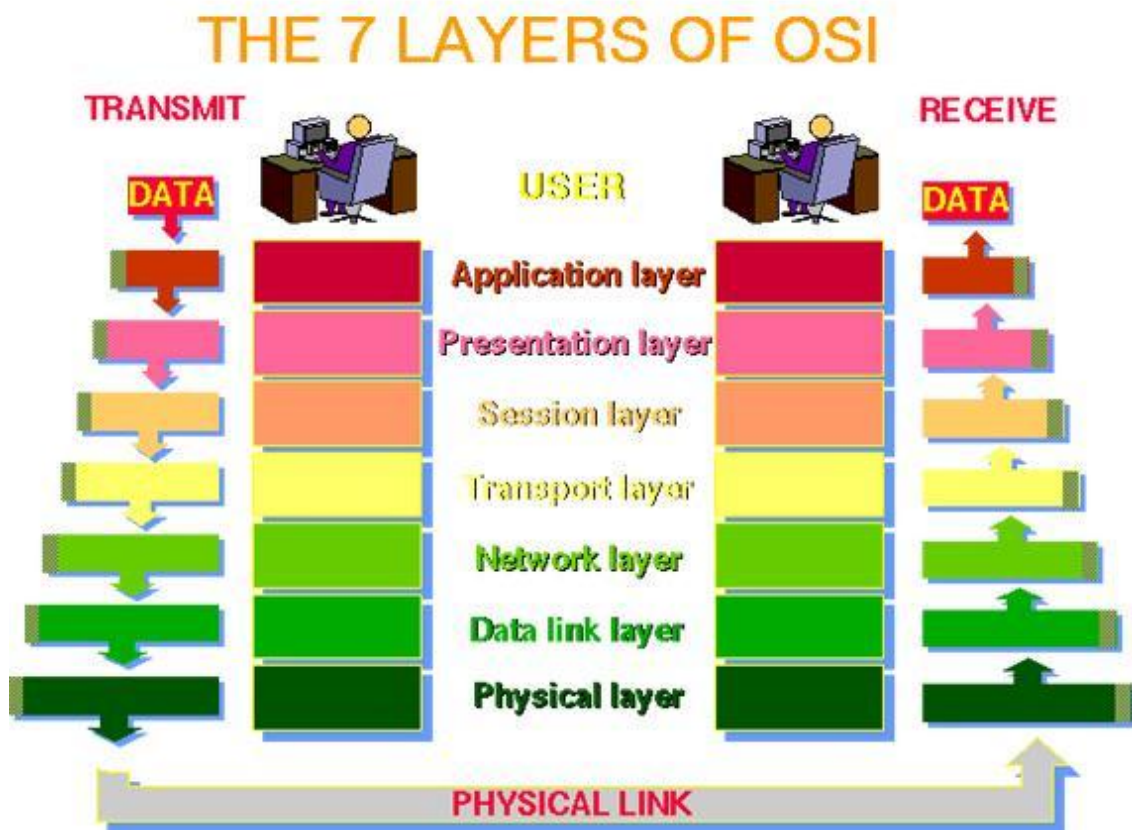 THE 7 LAYERS OF OSI
TRANSMIT
RECEIVE
DATA
USER
DATA
Application layer
Presentation layer
Session layer
Transport layer
Network layer
Data link layer
Physical layer
PHYSICAL LINK